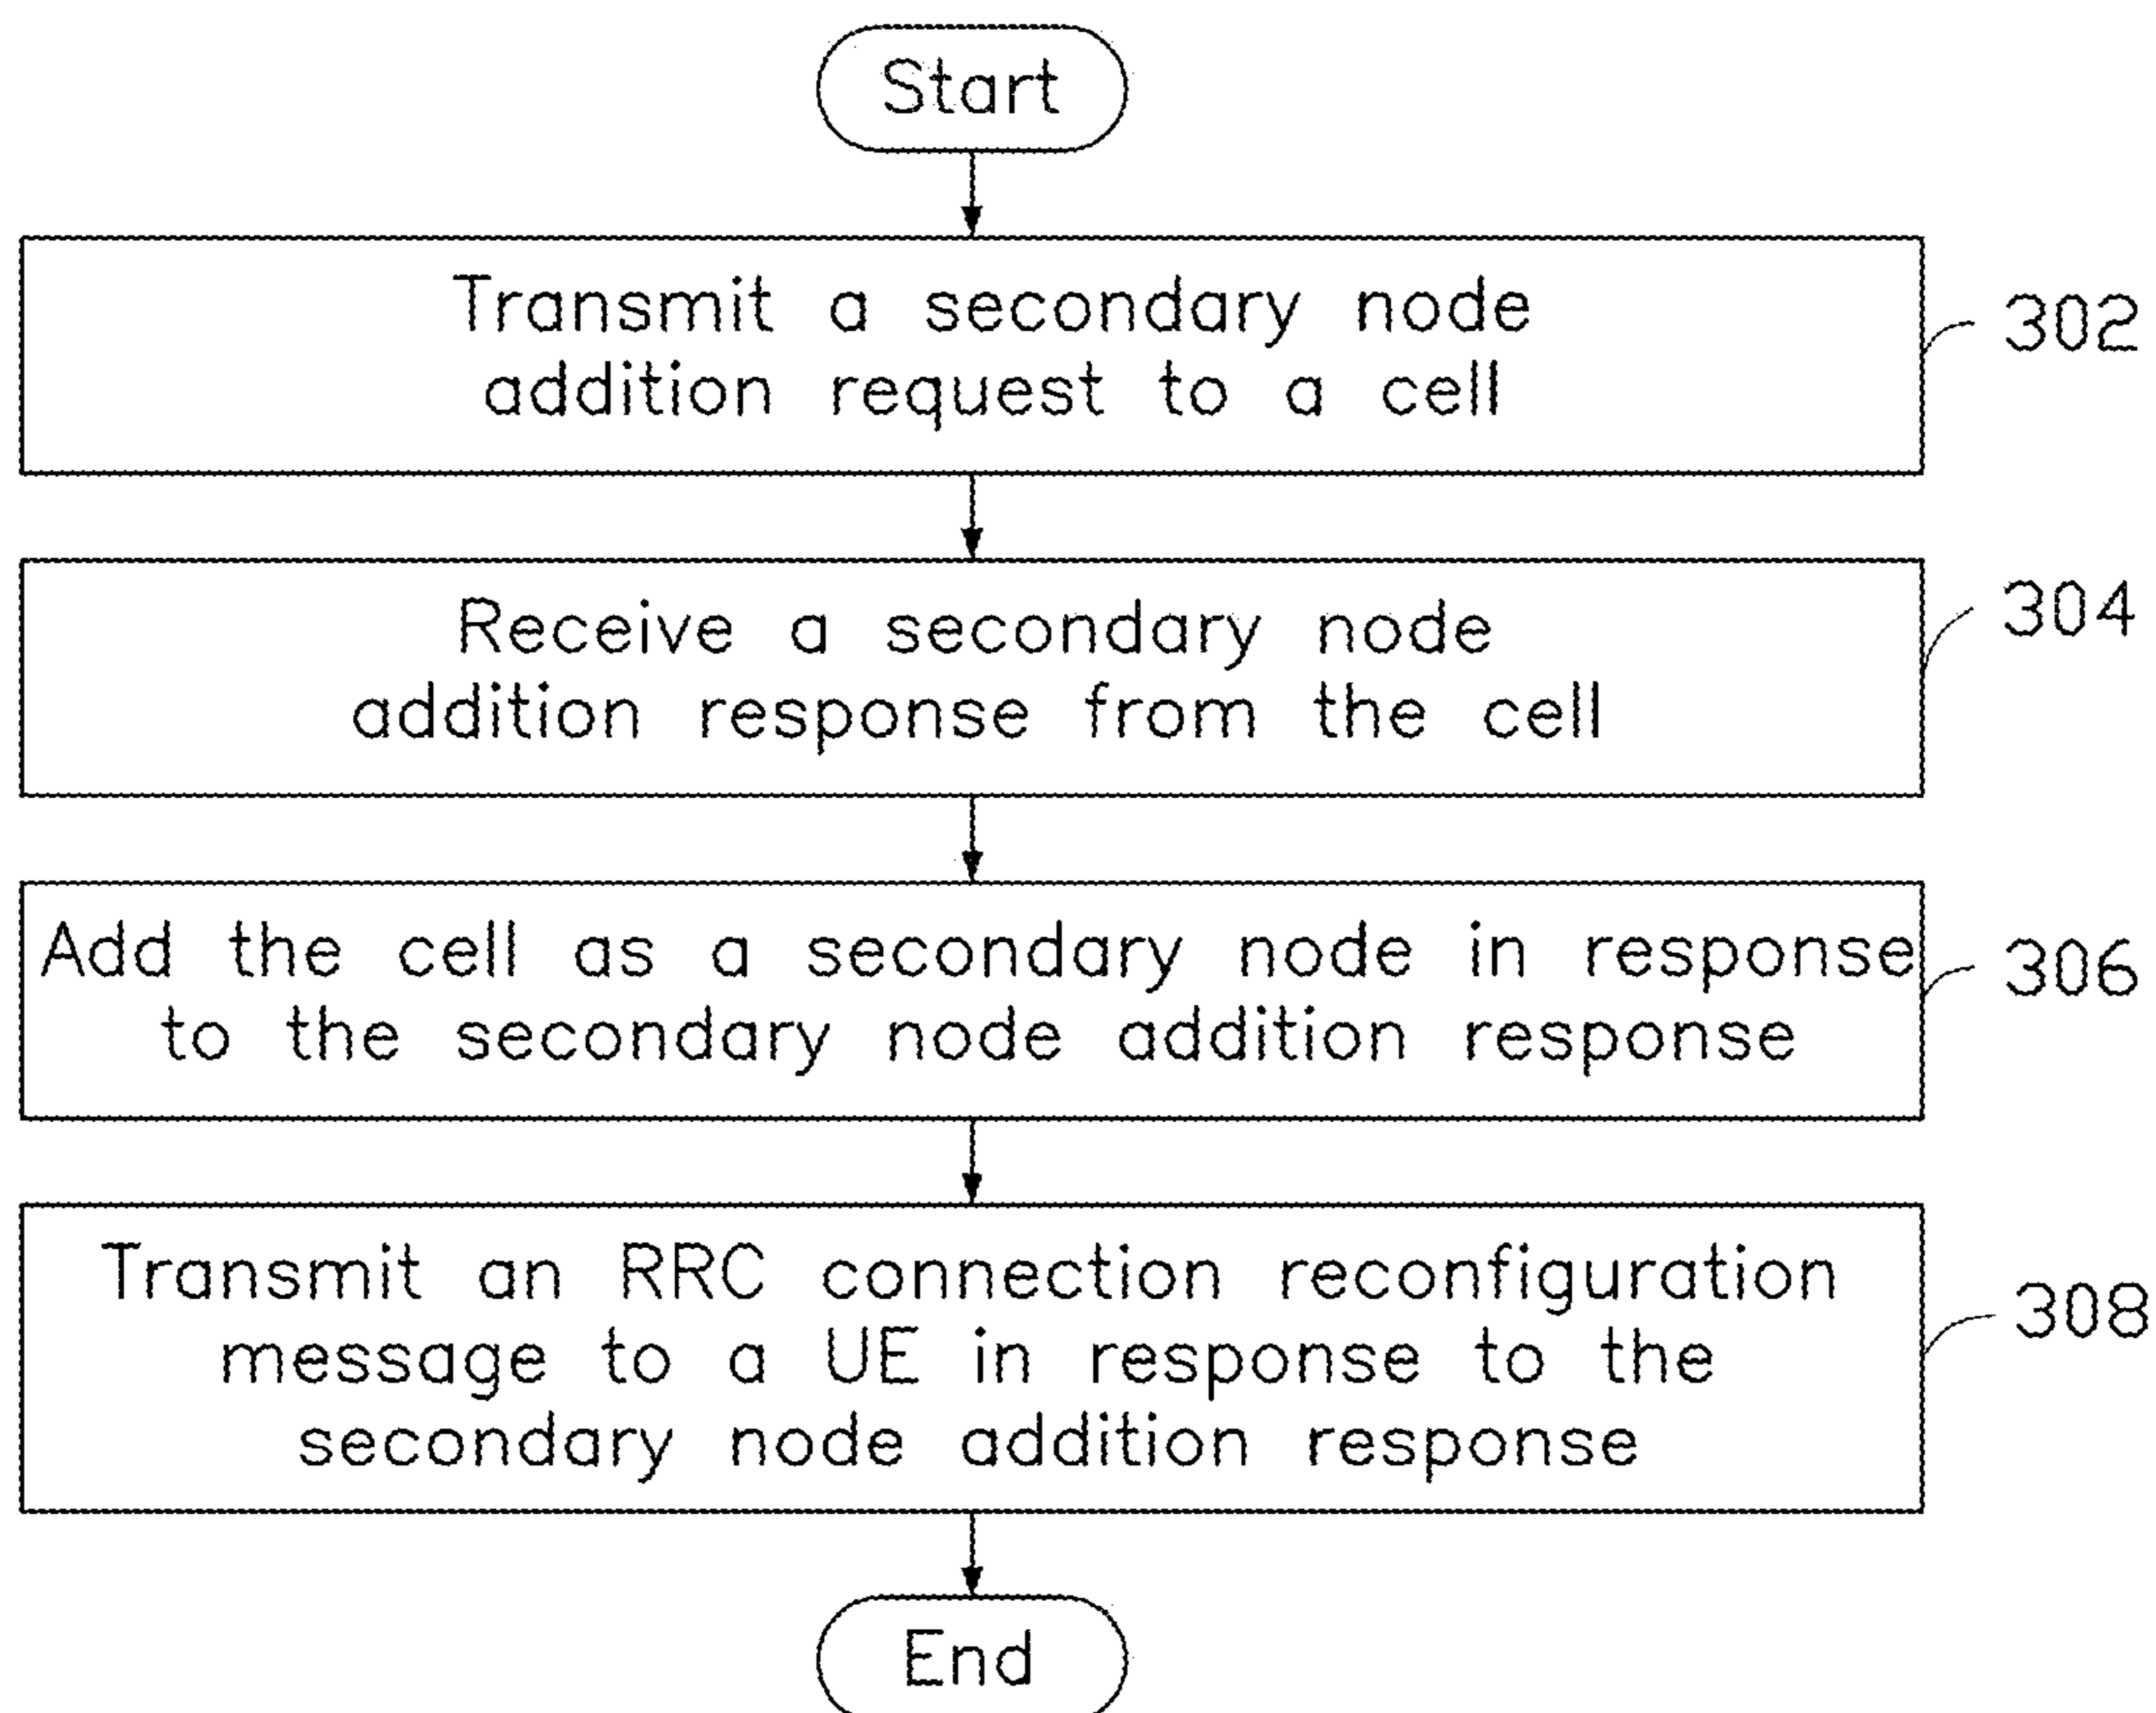 Start
Transmit a secondary node
addition request to a cell
302
Receive a secondary node
addition response from the cell
304
Add the cell as a secondary node in response
to the secondary node addition response
306
Transmit an RRC connection reconfiguration
message to a UE in response to the
secondary node addition response
308
End